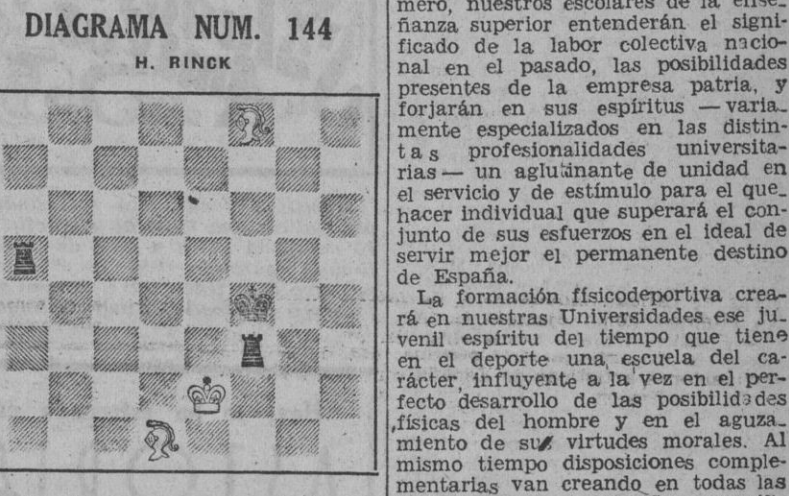 DIAGRAMA NUM. 144
H. RINCK
mero, nuestros escolares de la ense_
ñanza superior entenderán el signi-
ficado de la labor colectiva nacio-
nal en el pasado, las posibilidades
presentes de la empresa patria, y
forjarán en sus espíritus — varia_
mente especializados en las distin-
tas profesionalidades universita-
rias — un aglutinante de unidad en
el servicio y de estímulo para el que_
hacer individual que superará el con-
junto de sus esfuerzos en el ideal de
servir mejor el permanente destino
de España.
La formación físicodeportiva crea-
rá en nuestras Universidades ese ju_
venil espíritu del tiempo que tiene
en el deporte una escuela del ca-
rácter, influyente a la vez en el per-
fecto desarrollo de las posibilidades
físicas del hombre y en el aguza_
miento de sus virtudes morales. Al
mismo tiempo disposiciones comple-
mentarias van creando en todas las